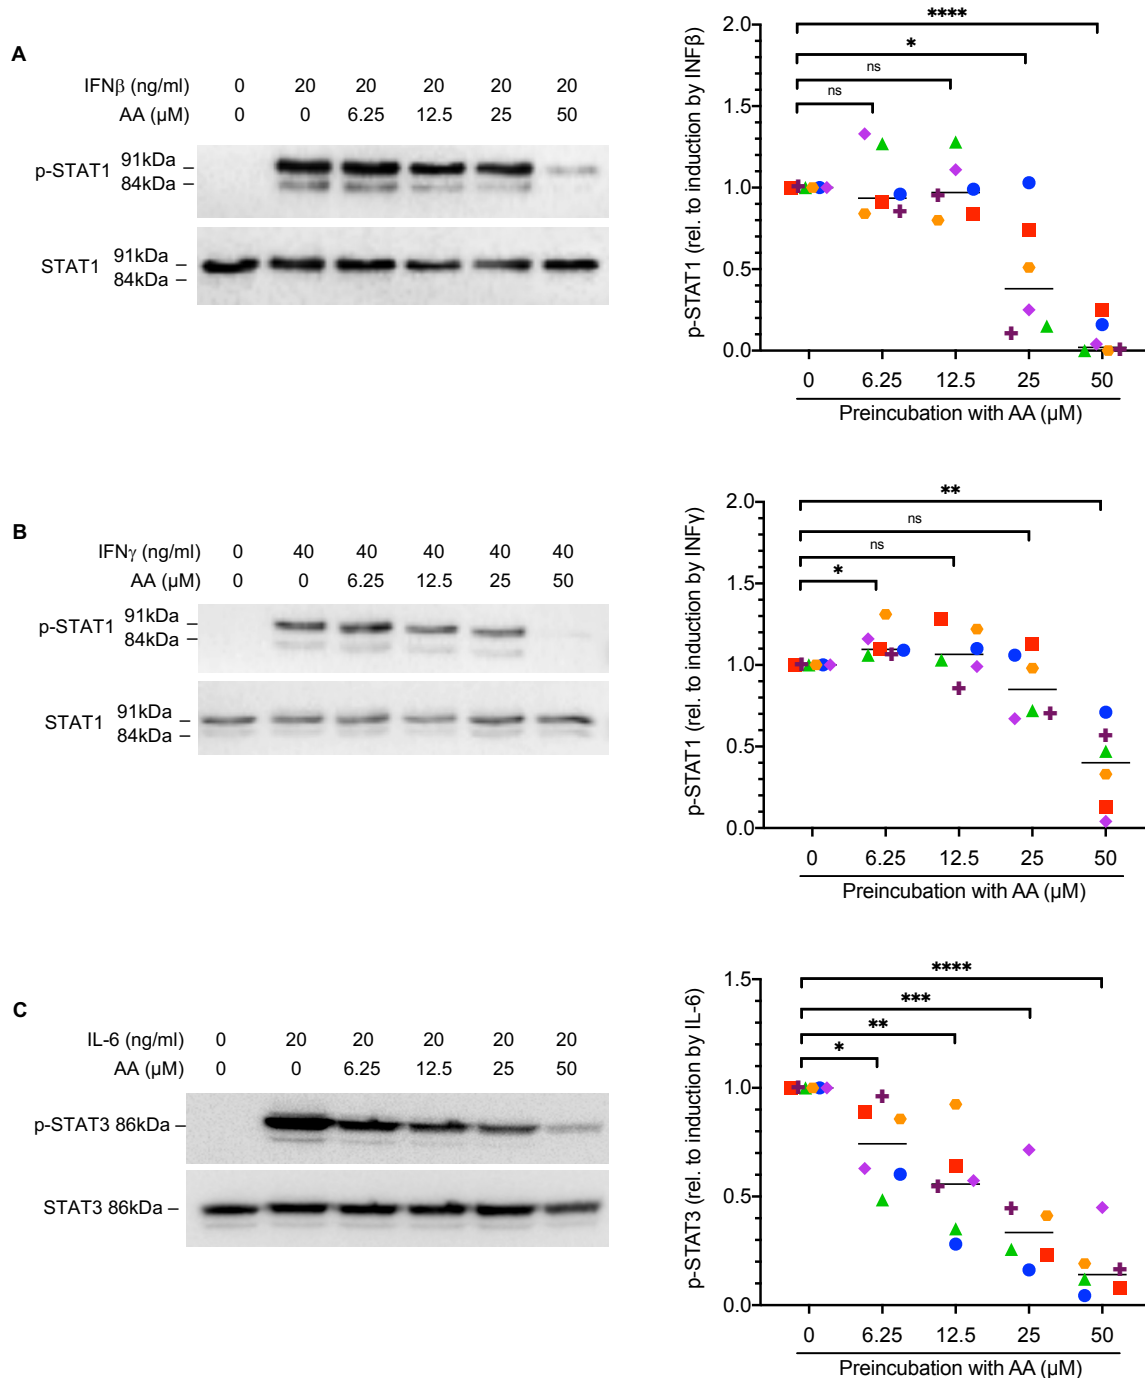 A
IFNβ (ng/ml) 0 20 20 20 20 20
AA (µM) 0 0 6.25 12.5 25 50
p-STAT1 91kDa –
84kDa –
STAT1 91kDa –
84kDa –
p-STAT1 (rel. to induction by INFβ)
2.0
1.5
1.0
0.5
0.0
****
*
ns
ns
0 6.25 12.5 25 50
Preincubation with AA (µM)
B
IFNγ (ng/ml) 0 40 40 40 40 40
AA (µM) 0 0 6.25 12.5 25 50
p-STAT1 91kDa –
84kDa –
STAT1 91kDa –
84kDa –
p-STAT1 (rel. to induction by INFγ)
2.0
1.5
1.0
0.5
0.0
**
ns
ns
*
0 6.25 12.5 25 50
Preincubation with AA (µM)
C
IL-6 (ng/ml) 0 20 20 20 20 20
AA (µM) 0 0 6.25 12.5 25 50
p-STAT3 86kDa –
STAT3 86kDa –
p-STAT3 (rel. to induction by IL-6)
1.5
1.0
0.5
0.0
****
***
**
*
0 6.25 12.5 25 50
Preincubation with AA (µM)